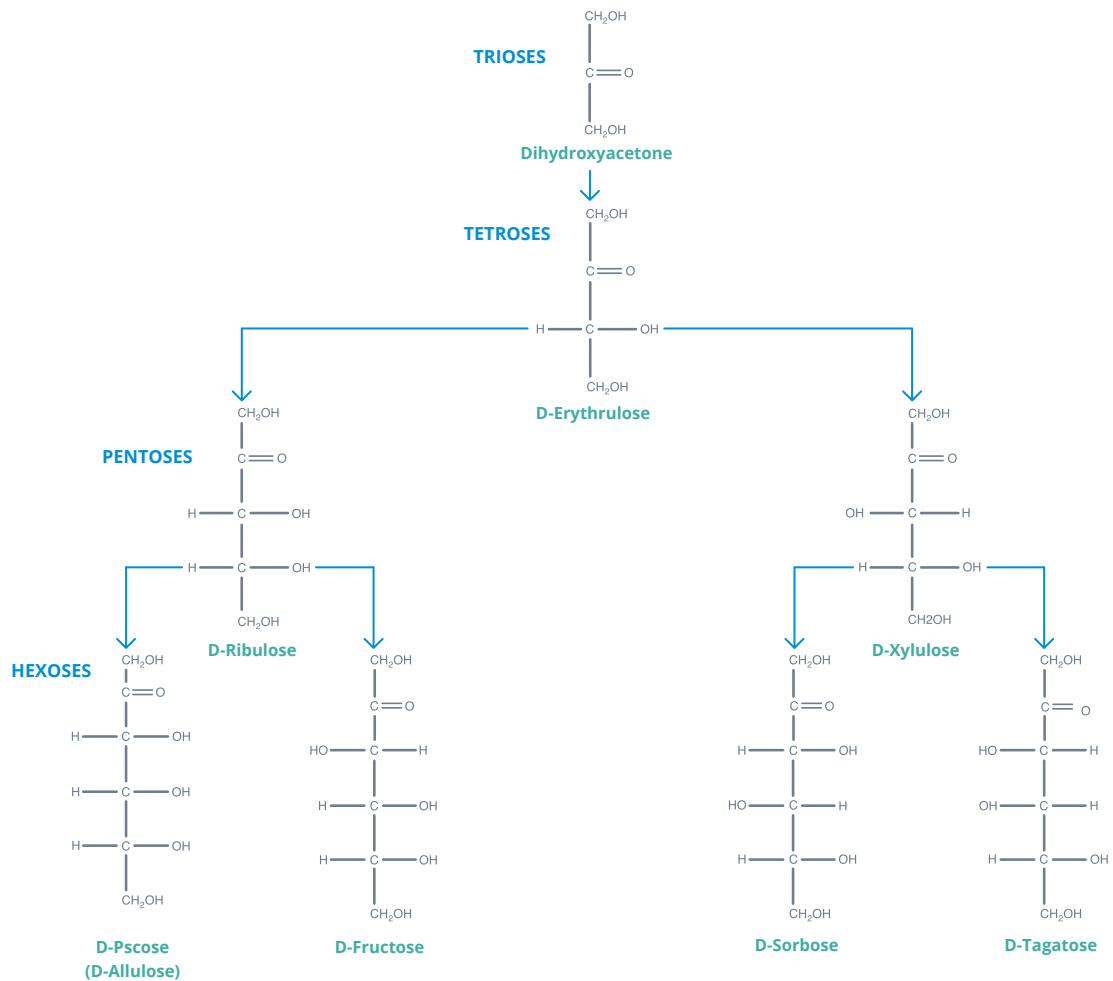 CH₂OH
TRIOSES
C O
CH₂OH
Dihydroxyacetone
CH₂OH
TETROSES
C O
H C OH
CH₂OH
D-Erythrulose
CH₂OH
PENTOSES
C O
H C OH
H C OH
CH₂OH
D-Ribulose
CH₂OH
C O
OH C H
H C OH
CH2OH
D-Xylulose
HEXOSES
CH₂OH
C O
H C OH
H C OH
H C OH
CH₂OH
D-Pscose
(D-Allulose)
CH₂OH
C O
HO C H
H C OH
H C OH
CH₂OH
D-Fructose
CH₂OH
C O
H C OH
HO C H
H C OH
CH₂OH
D-Sorbose
CH₂OH
C O
HO C H
OH C H
H C OH
CH₂OH
D-Tagatose